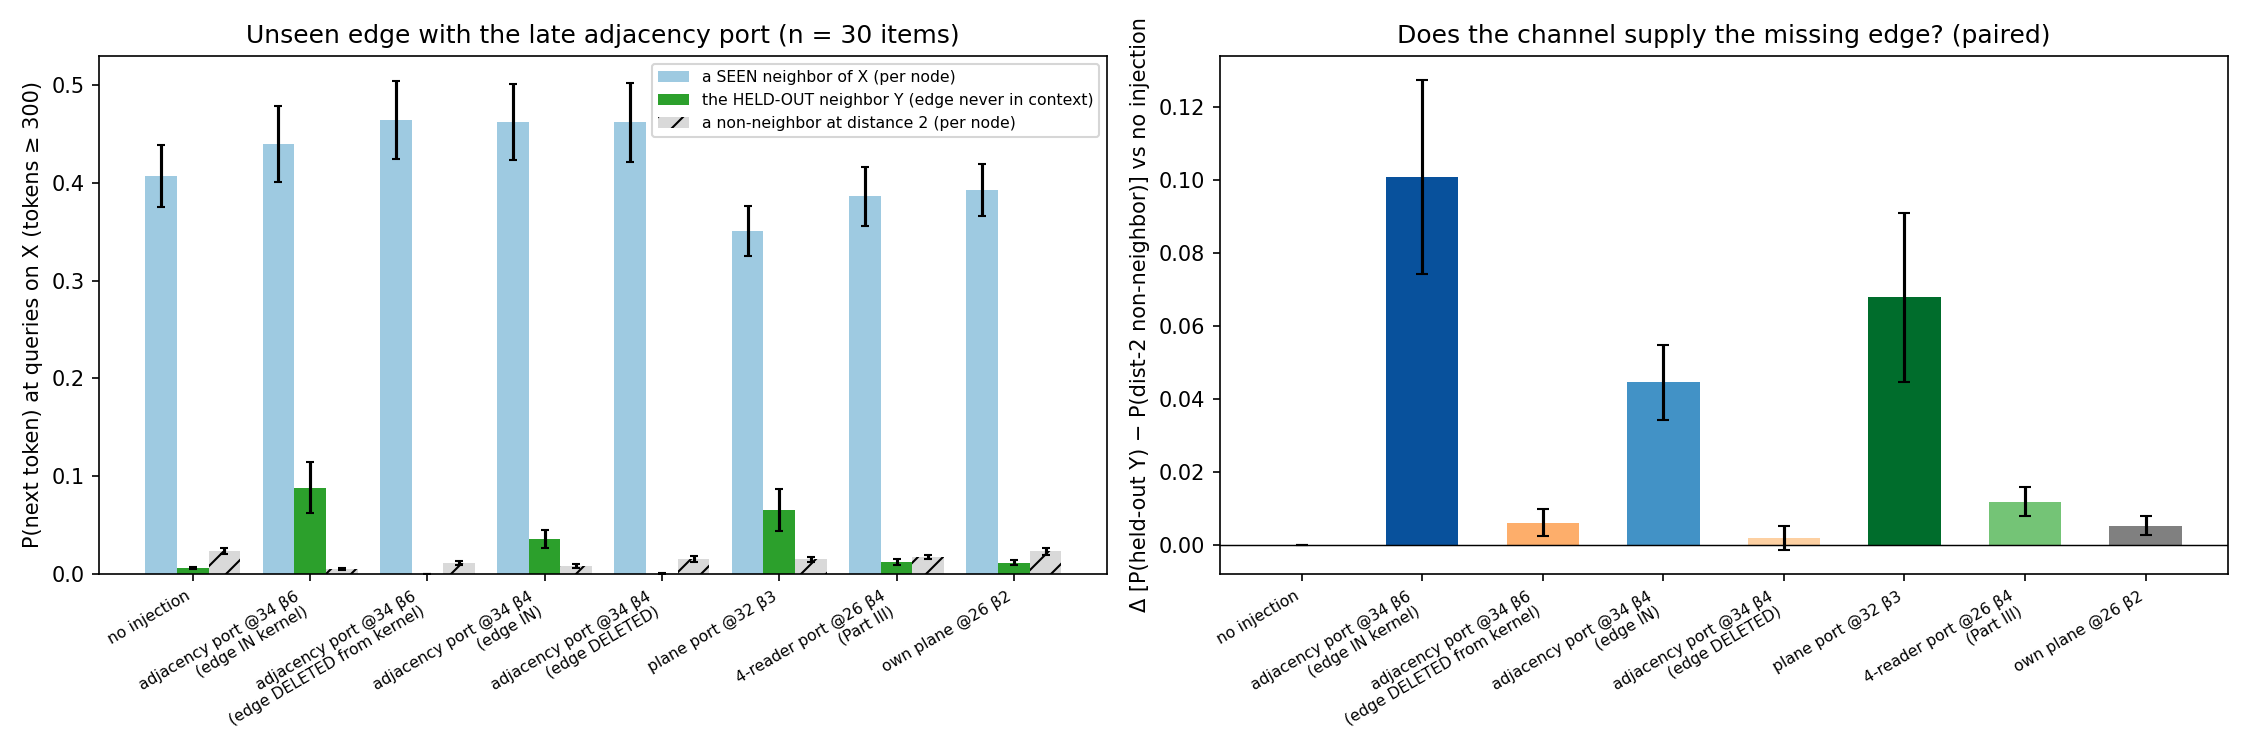 Unseen edge with the late adjacency port (n = 30 items)
P(next token) at queries on X (tokens ≥ 300)
0.5
0.4
0.3
0.2
0.1
0.0
a SEEN neighbor of X (per node)
the HELD-OUT neighbor Y (edge never in context)
a non-neighbor at distance 2 (per node)
no injection
adjacency port @34 β6
(edge IN kernel)
adjacency port @34 β6
(edge DELETED from kernel)
adjacency port @34 β4
(edge IN)
adjacency port @34 β4
(edge DELETED)
plane port @32 β3
4-reader port @26 β4
(Part III)
own plane @26 β2
Does the channel supply the missing edge? (paired)
Δ [P(held-out Y) − P(dist-2 non-neighbor)] vs no injection
0.12
0.10
0.08
0.06
0.04
0.02
0.00
no injection
adjacency port @34 β6
(edge IN kernel)
adjacency port @34 β6
(edge DELETED from kernel)
adjacency port @34 β4
(edge IN)
adjacency port @34 β4
(edge DELETED)
plane port @32 β3
4-reader port @26 β4
(Part III)
own plane @26 β2